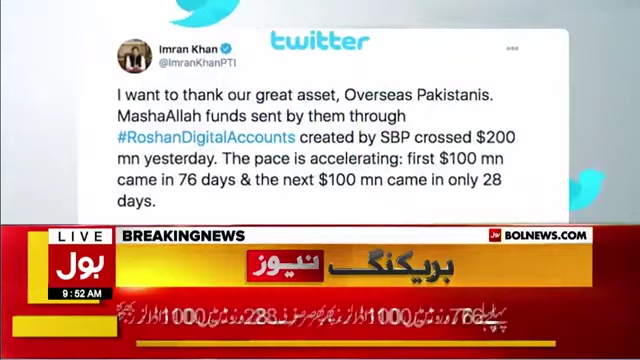 twitter
Imran Khan
@ImranKhanPTI
I want to thank our great asset, Overseas Pakistanis.
MashaAllah funds sent by them through
#RoshanDigitalAccounts created by SBP crossed $200
mn yesterday. The pace is accelerating: first $100 mn
came in 76 days & the next $100 mn came in only 28
days.
LIVE BREAKINGNEWS BOL BOLNEWS.COM
بول
بریکنگ نیوز
9:52 AM